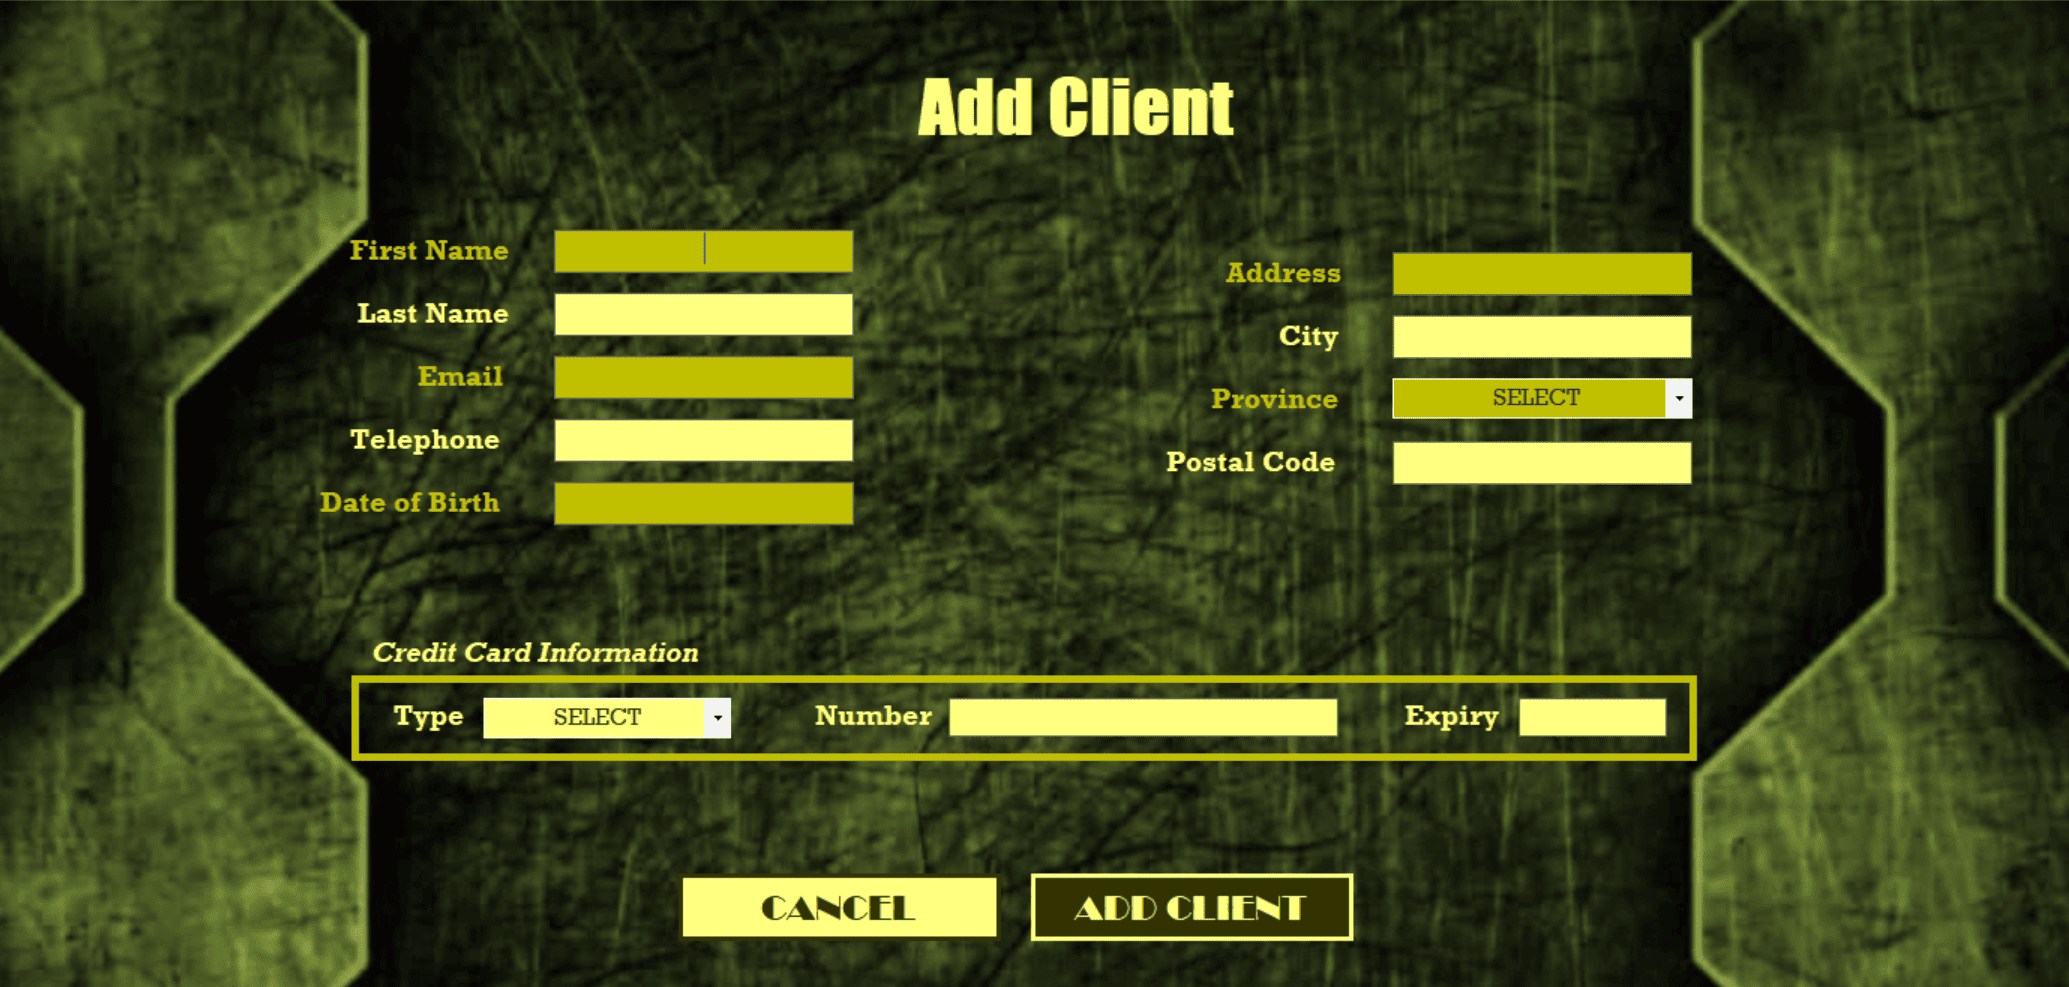 Add Client
First Name
Last Name
Email
Telephone
Date of Birth
Address
City
Province SELECT
Postal Code
Credit Card Information
Type SELECT Number Expiry
CANCEL ADD CLIENT